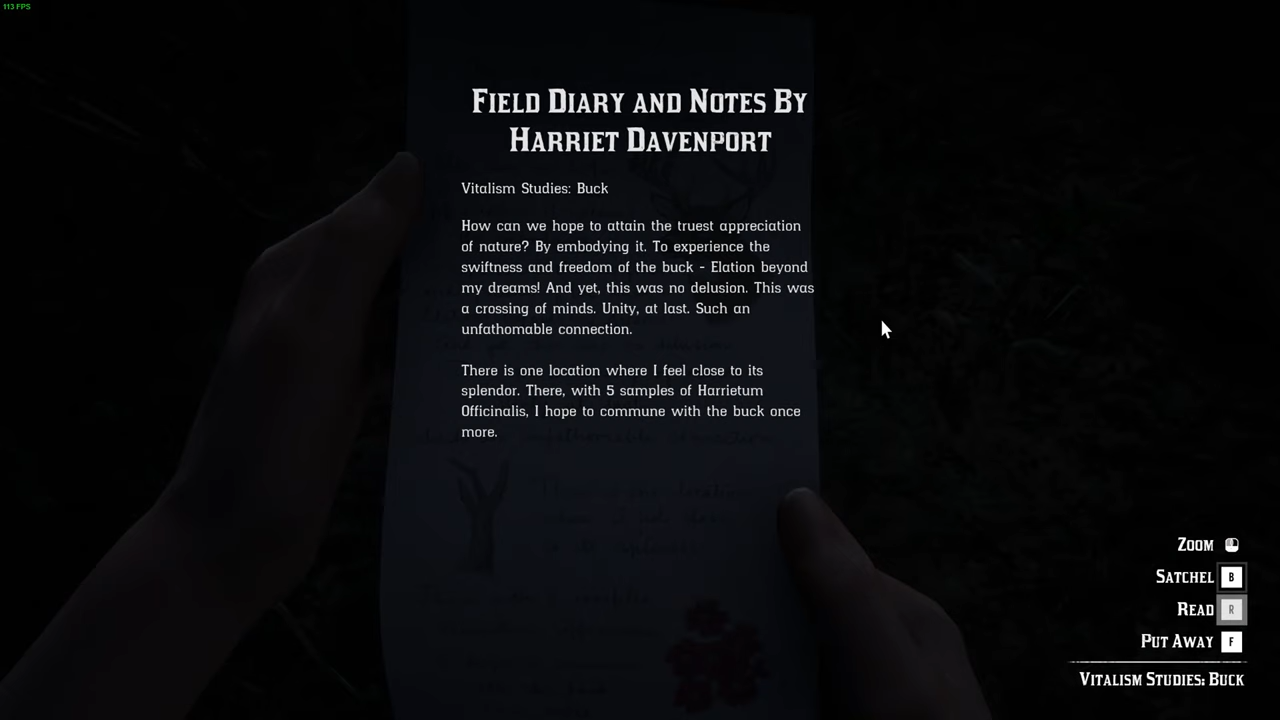 113 FPS
Field Diary and Notes By
Harriet Davenport
Vitalism Studies: Buck
How can we hope to attain the truest appreciation
of nature? By embodying it. To experience the
swiftness and freedom of the buck - Elation beyond
my dreams! And yet, this was no delusion. This was
a crossing of minds. Unity, at last. Such an
unfathomable connection.
There is one location where I feel close to its
splendor. There, with 5 samples of Harrietum
Officinalis, I hope to commune with the buck once
more.
Zoom
Satchel B
Read R
Put Away F
Vitalism Studies: Buck